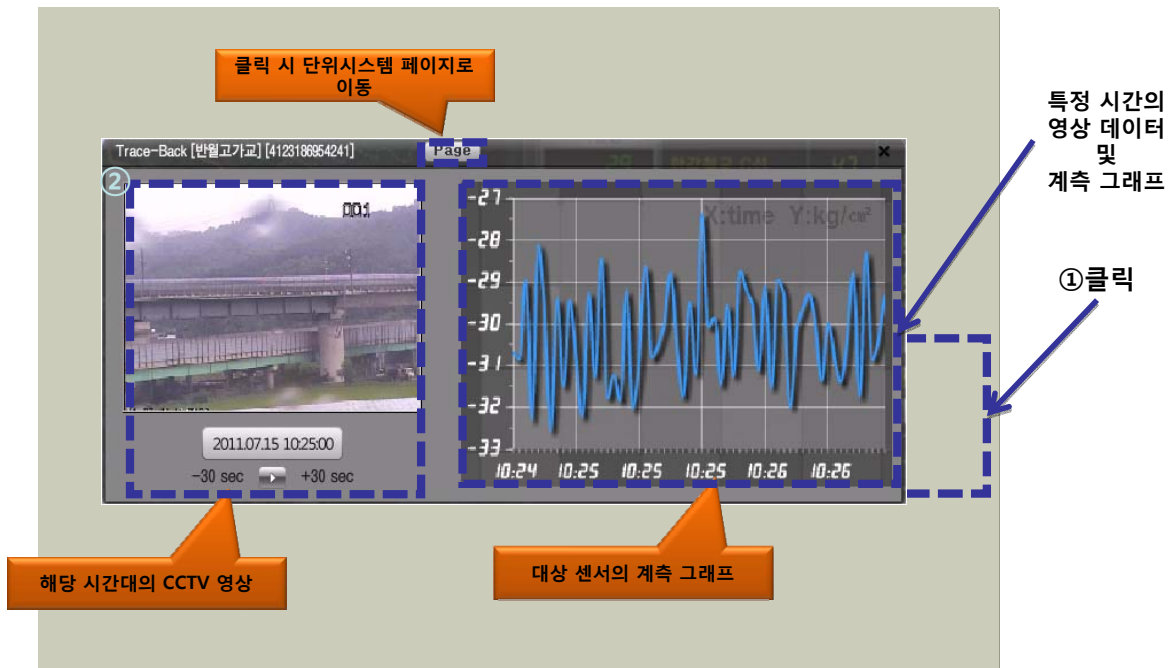 클릭 시 단위시스템 페이지로
이동
특정 시간의
영상 데이터
및
계측 그래프
①클릭
Trace-Back [반월고가교] [4123186954241]
Page
×
②
001
2011.07.15 10:25:00
-30 sec
+30 sec
X:time Y:kg/㎠
-27
-28
-29
-30
-31
-32
-33
10:24 10:25 10:25 10:25 10:26 10:26
해당 시간대의 CCTV 영상
대상 센서의 계측 그래프